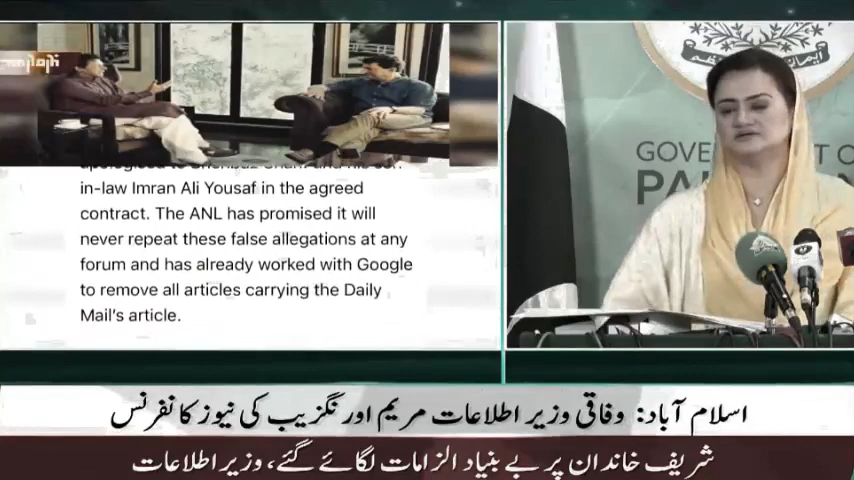 in-law Imran Ali Yousaf in the agreed
contract. The ANL has promised it will
never repeat these false allegations at any
forum and has already worked with Google
to remove all articles carrying the Daily
Mail's article.
GOVE T O
PA
اسلام آباد: وفاقی وزیر اطلاعات مریم اورنگزیب کی نیوز کانفرنس
شریف خاندان پر بے بنیاد الزامات لگائے گئے، وزیر اطلاعات